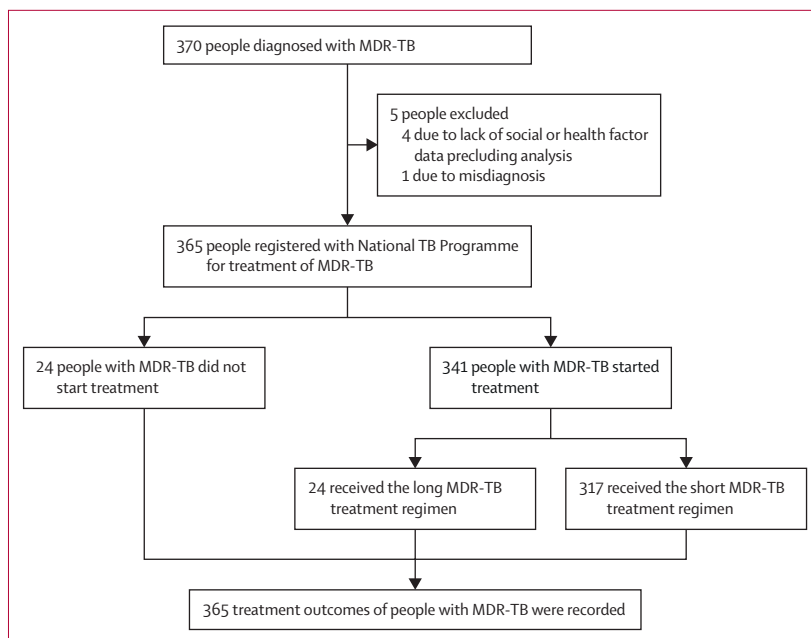 370 people diagnosed with MDR-TB
5 people excluded
4 due to lack of social or health factor
data precluding analysis
1 due to misdiagnosis
365 people registered with National TB Programme
for treatment of MDR-TB
24 people with MDR-TB did not
start treatment
341 people with MDR-TB started
treatment
24 received the long MDR-TB
treatment regimen
317 received the short MDR-TB
treatment regimen
365 treatment outcomes of people with MDR-TB were recorded